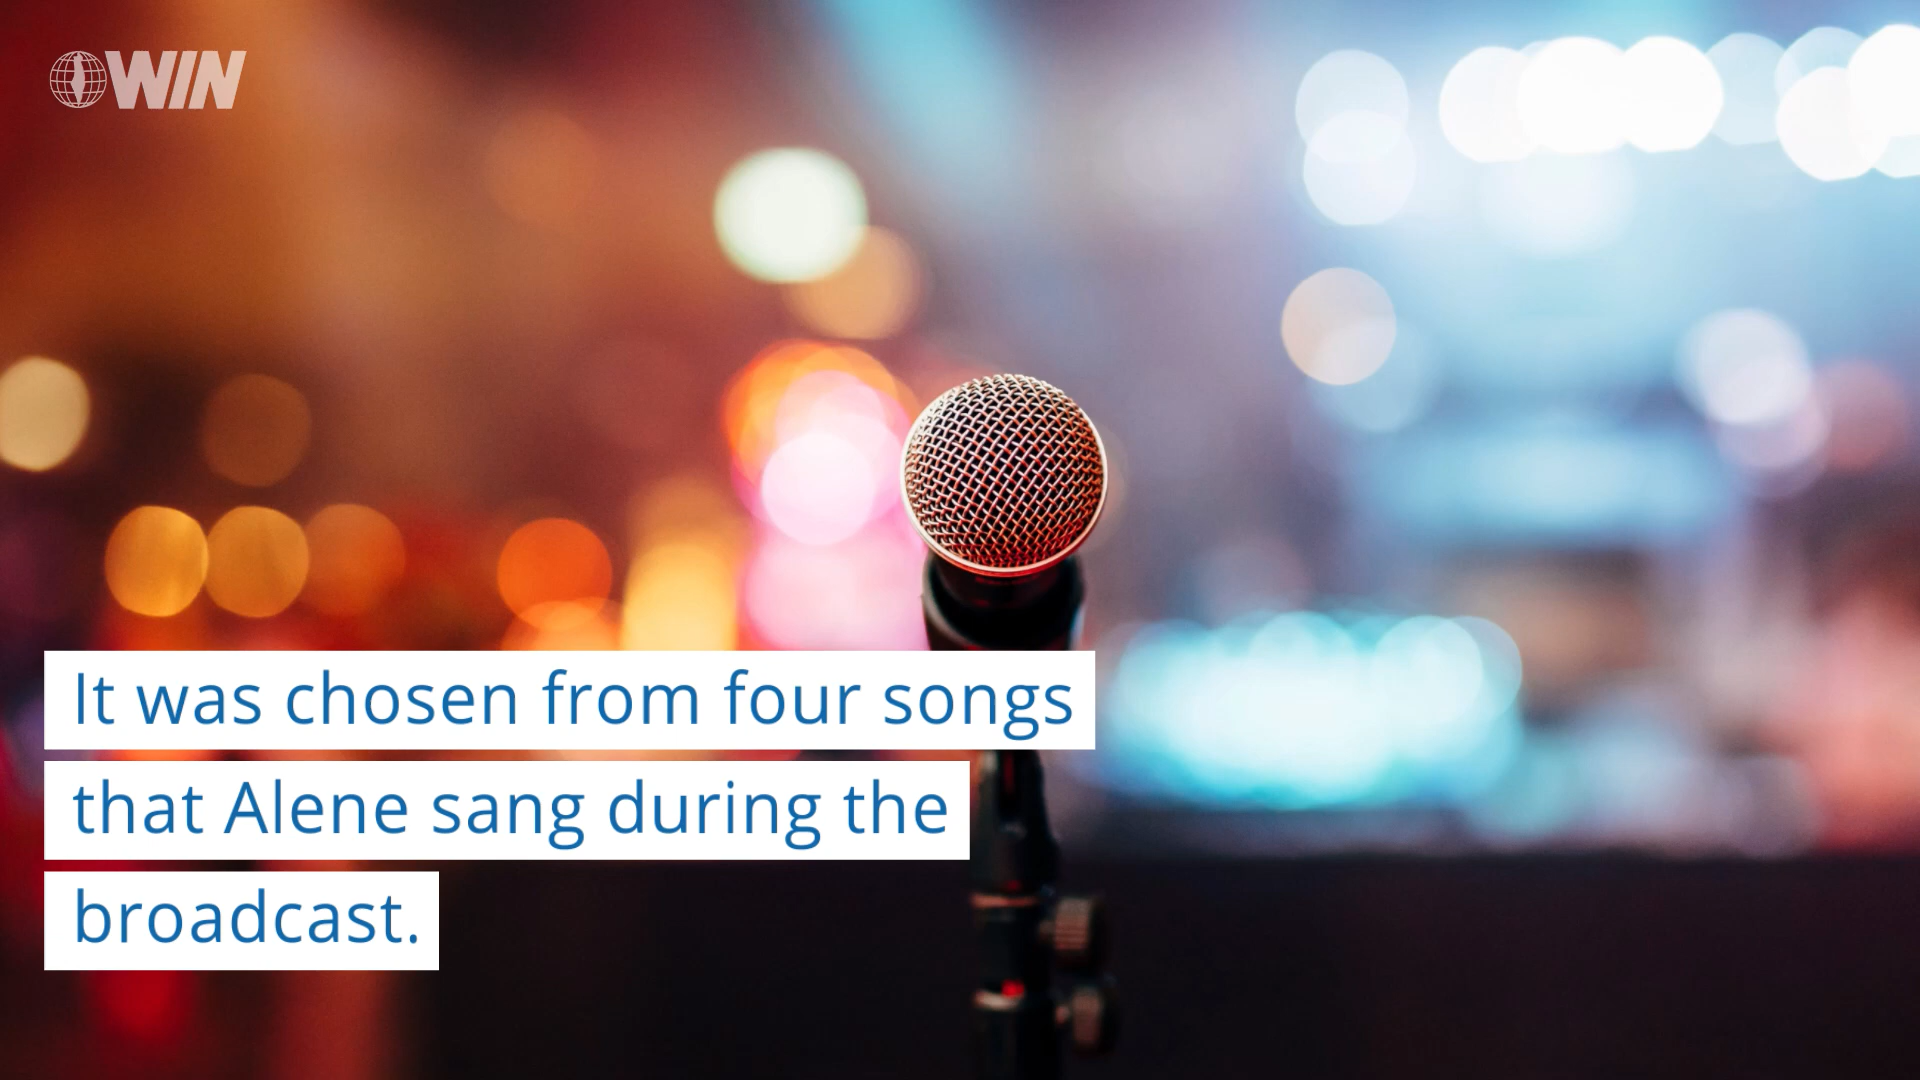 WIN
It was chosen from four songs
that Alene sang during the
broadcast.